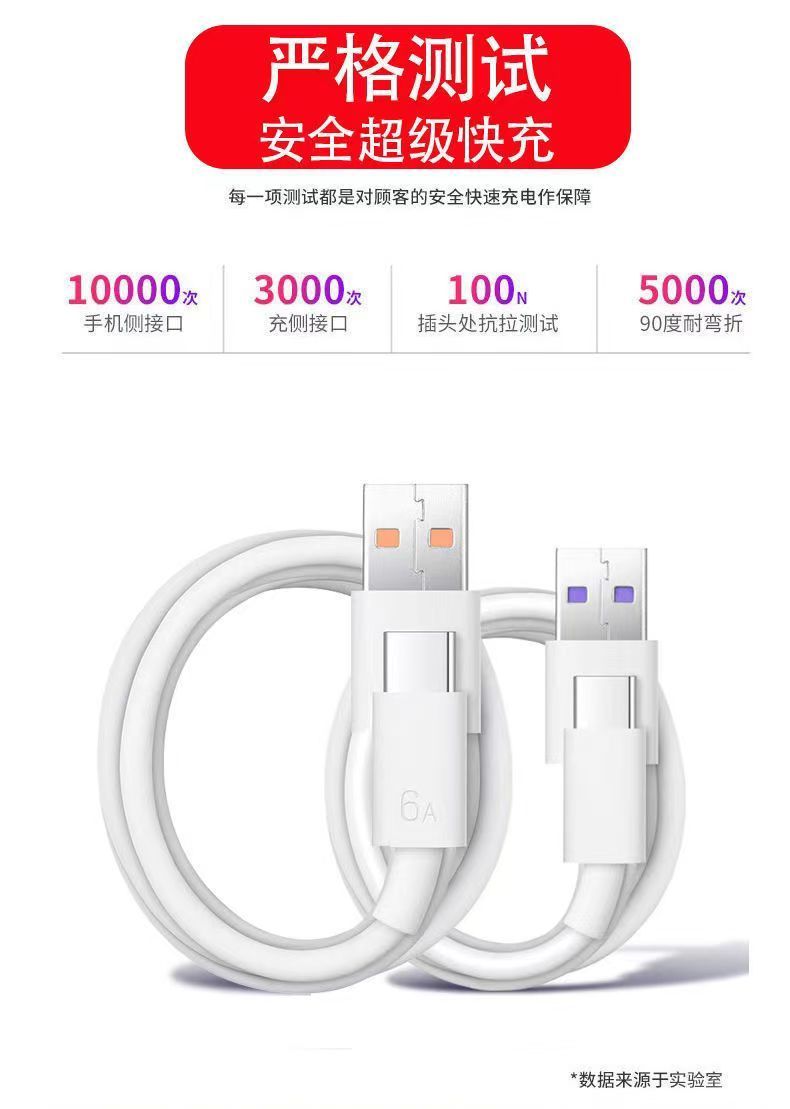 严格测试
安全超级快充
每一项测试都是对顾客的安全快速充电作保障
10000次
手机侧接口
3000次
充侧接口
100N
插头处抗拉测试
5000次
90度耐弯折
6A
*数据来源于实验室